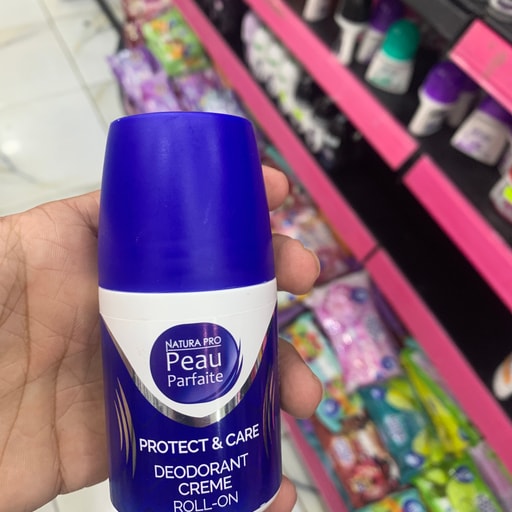 NATURA PRO
Peau
Parfaite
PROTECT & CARE
DEODORANT
CREME
ROLL-ON